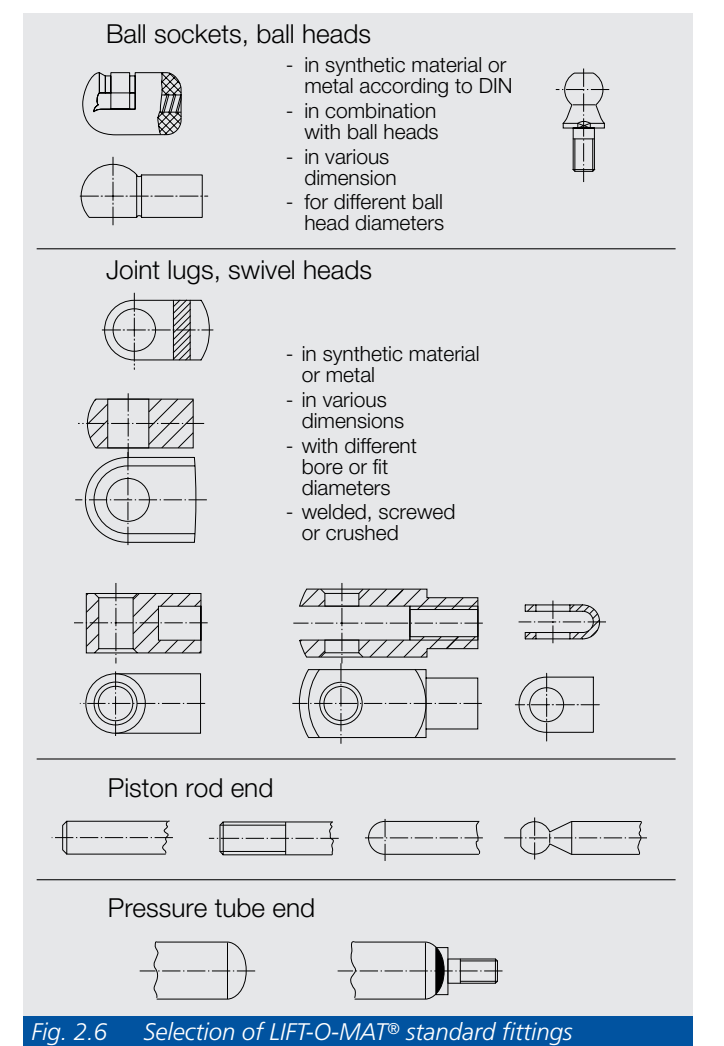 Ball sockets, ball heads
- in synthetic material or
metal according to DIN
- in combination
with ball heads
- in various
dimension
- for different ball
head diameters
Joint lugs, swivel heads
- in synthetic material
or metal
- in various
dimensions
- with different
bore or fit
diameters
- welded, screwed
or crushed
Piston rod end
Pressure tube end
Fig. 2.6 Selection of LIFT-O-MAT® standard fittings